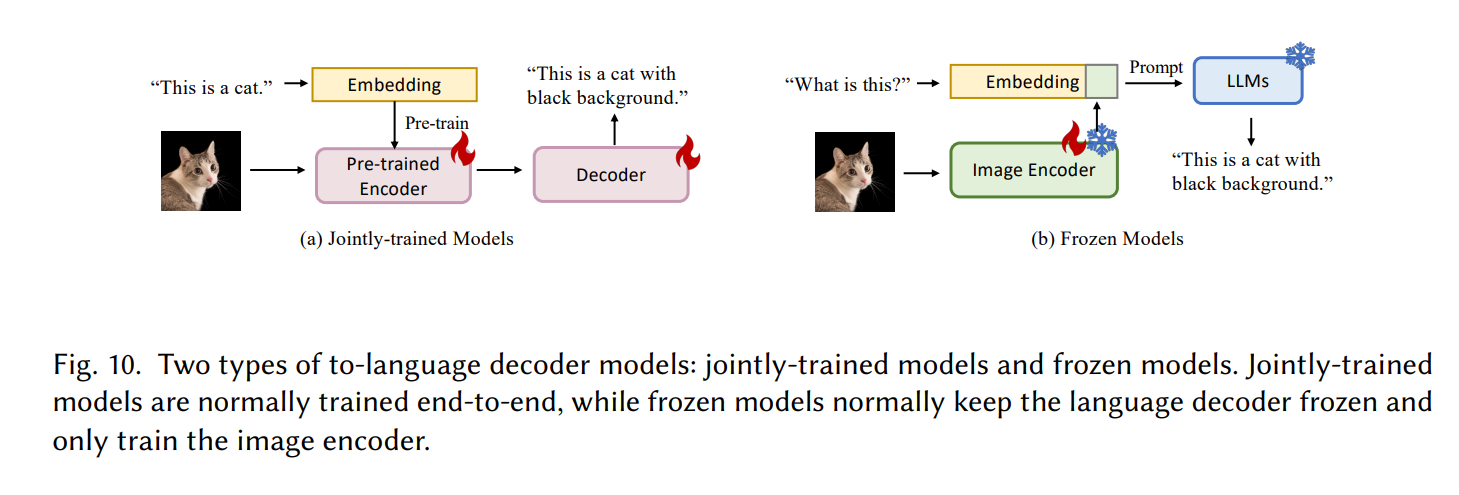 “This is a cat.”
Embedding
Pre-train
Pre-trained
Encoder
Decoder
“This is a cat with
black background.”
(a) Jointly-trained Models
“What is this?”
Embedding
Prompt
LLMs
Image Encoder
“This is a cat with
black background.”
(b) Frozen Models
Fig. 10. Two types of to-language decoder models: jointly-trained models and frozen models. Jointly-trained
models are normally trained end-to-end, while frozen models normally keep the language decoder frozen and
only train the image encoder.